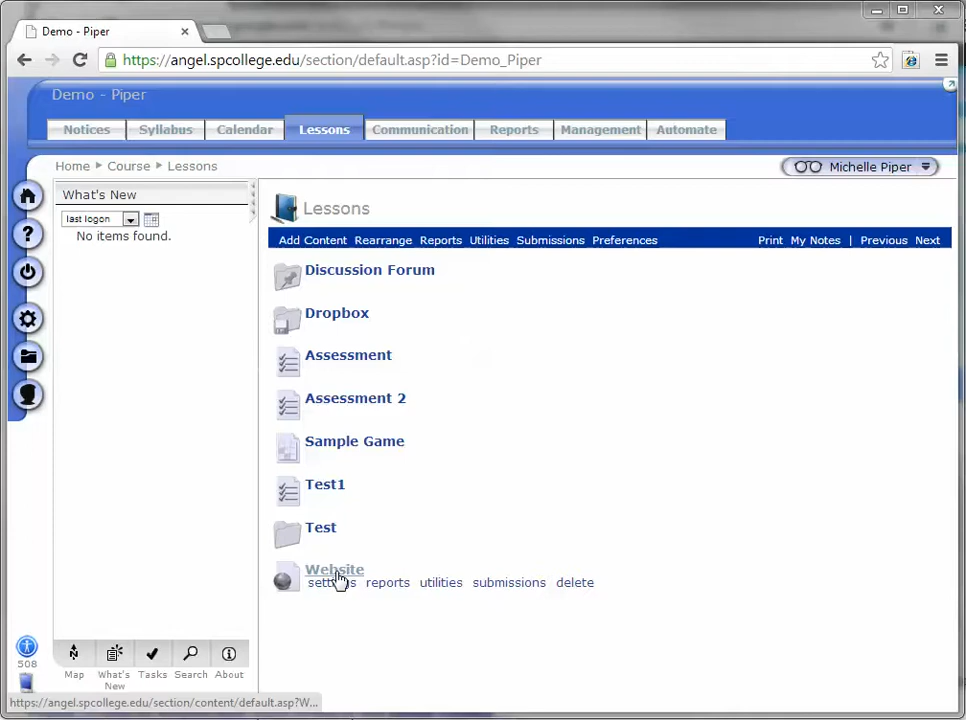 Demo - Piper
https://angel.spcollege.edu/section/default.asp?id=Demo_Piper
Demo - Piper
Notices Syllabus Calendar Lessons Communication Reports Management Automate
Home Course Lessons
Michelle Piper
What's New
last logon
No items found.
Lessons
Add Content Rearrange Reports Utilities Submissions Preferences Print My Notes | Previous Next
Discussion Forum
Dropbox
Assessment
Assessment 2
Sample Game
Test1
Test
Website
settings reports utilities submissions delete
508
Map What's New Tasks Search About
https://angel.spcollege.edu/section/content/default.asp?W...